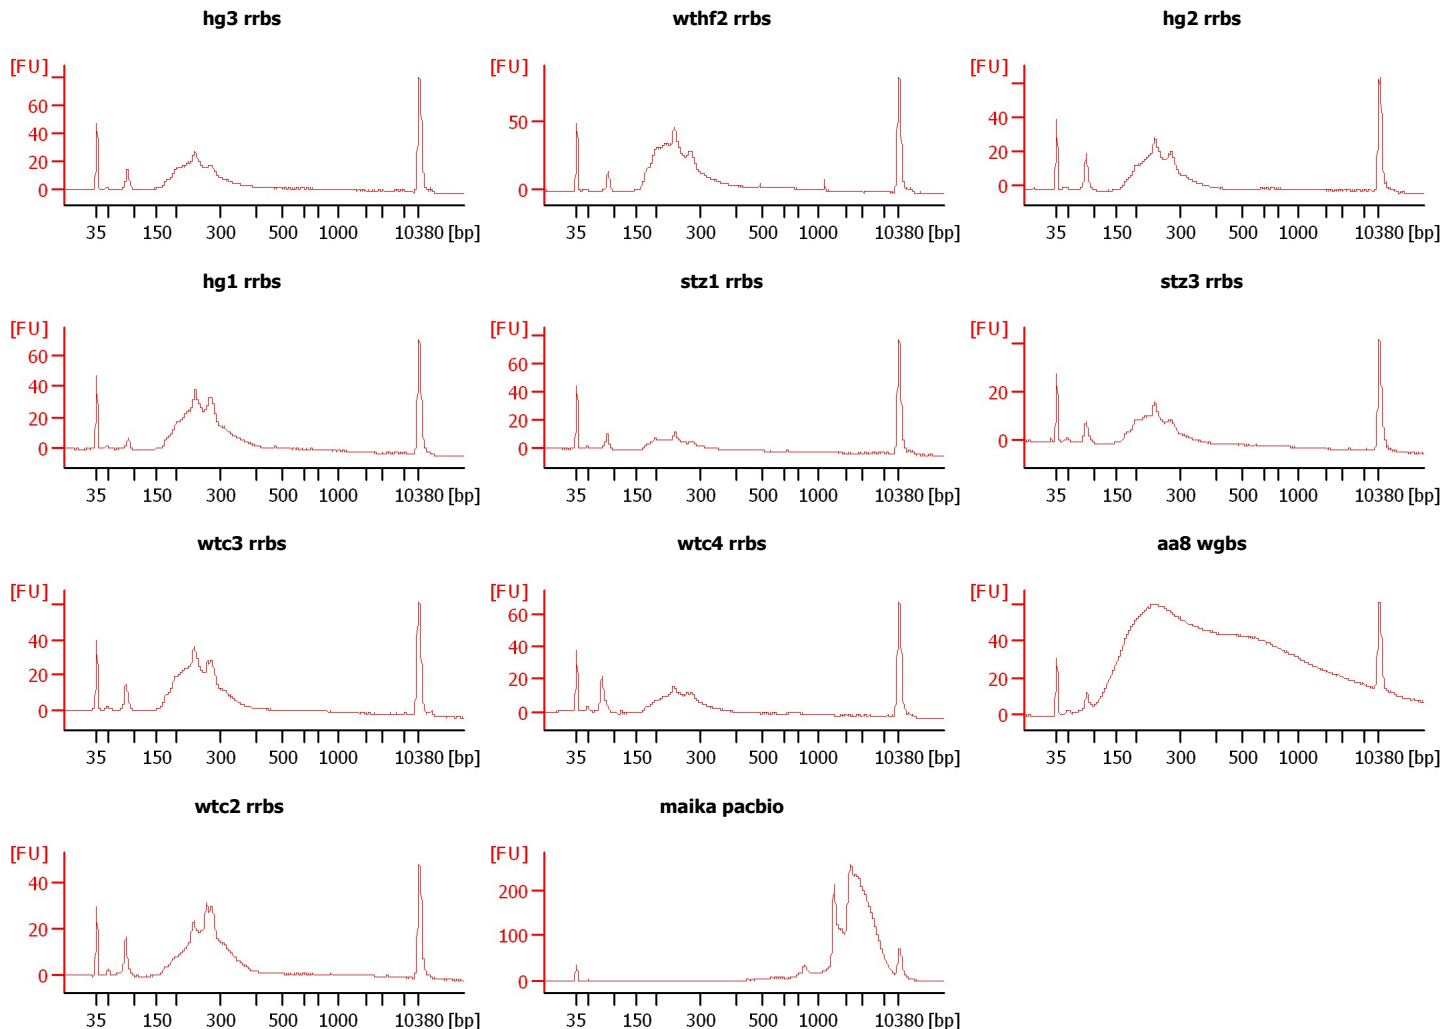 hg3 rrbs
wthf2 rrbs
hg2 rrbs
[FU]
60
40
20
0
35 150 300 500 1000 10380 [bp]
[FU]
50
0
35 150 300 500 1000 10380 [bp]
[FU]
40
20
0
35 150 300 500 1000 10380 [bp]
hg1 rrbs
stz1 rrbs
stz3 rrbs
[FU]
60
40
20
0
35 150 300 500 1000 10380 [bp]
[FU]
60
40
20
0
35 150 300 500 1000 10380 [bp]
[FU]
20
0
35 150 300 500 1000 10380 [bp]
wtc3 rrbs
wtc4 rrbs
aa8 wgbs
[FU]
40
20
0
35 150 300 500 1000 10380 [bp]
[FU]
60
40
20
0
35 150 300 500 1000 10380 [bp]
[FU]
40
20
0
35 150 300 500 1000 10380 [bp]
wtc2 rrbs
maika pacbio
[FU]
40
20
0
35 150 300 500 1000 10380 [bp]
[FU]
200
100
0
35 150 300 500 1000 10380 [bp]